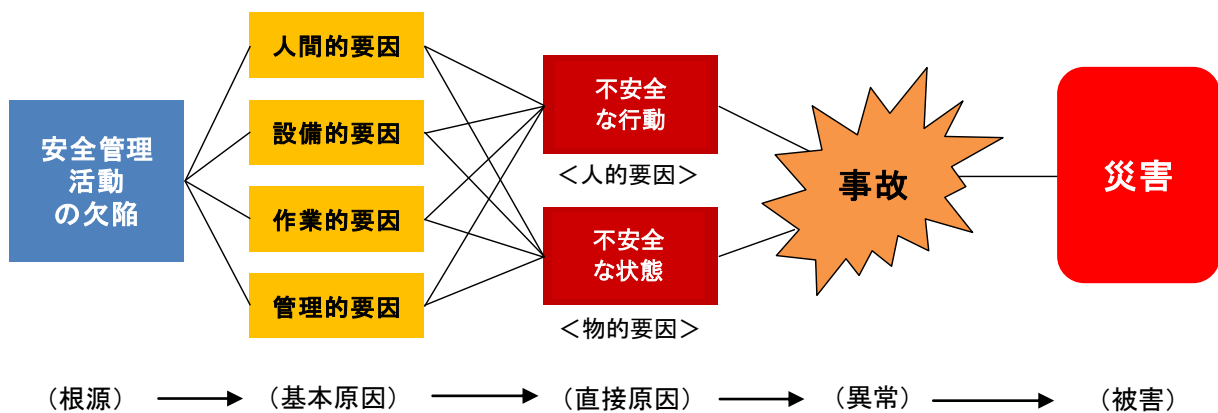 安全管理
活動
の欠陥
人間的要因
設備的要因
作業的要因
管理的要因
不安全
な行動
＜人的要因＞
不安全
な状態
＜物的要因＞
事故
災害
（根源）
（基本原因）
（直接原因）
（異常）
（被害）